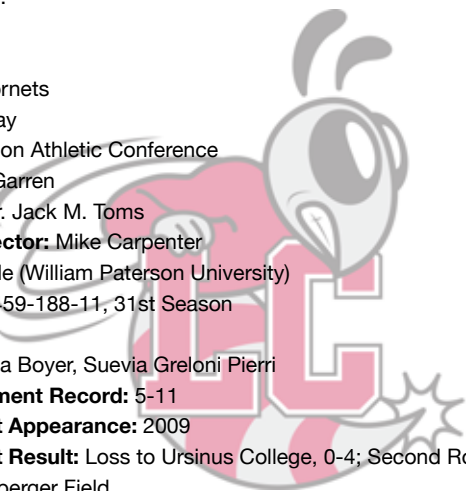 ornets
ay
on Athletic Conference
Garren
r. Jack M. Toms
ector: Mike Carpenter
le (William Paterson University)
-59-188-11, 31st Season
a Boyer, Suevia Greloni Pierri
ment Record: 5-11
t Appearance: 2009
t Result: Loss to Ursinus College, 0-4; Second Ro
berger Field
LC